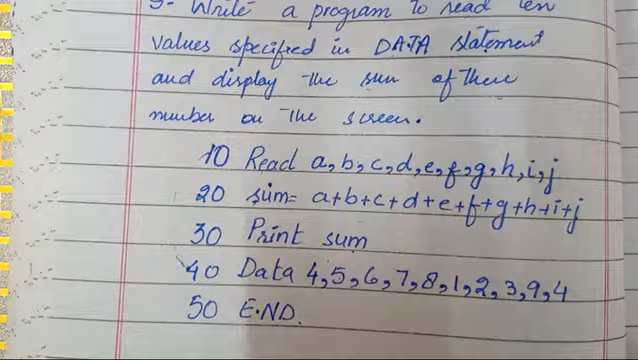 9- Write a program to read ten
values specified in DATA statement
and display the sum of these
number on the screen.
10 Read a,b,c,d,e,f,g,h,i,j
20 sum= a+b+c+d+e+f+g+h+i+j
30 Print sum
40 Data 4,5,6,7,8,1,2,3,9,4
50 E.ND.